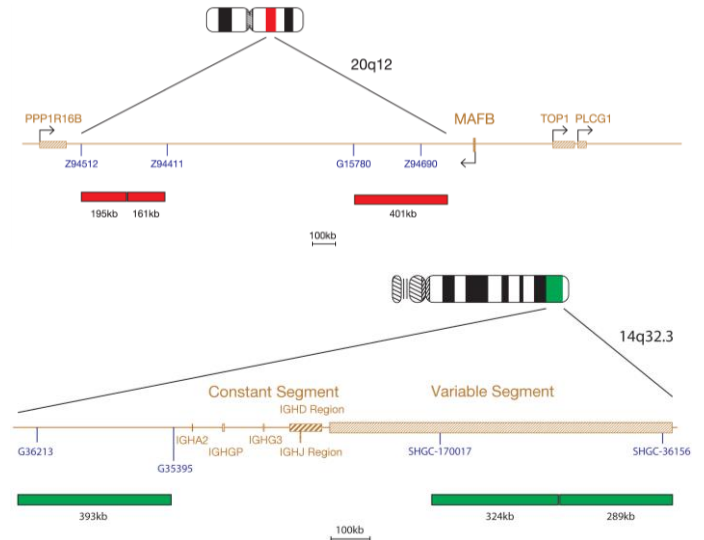 20q12
PPP1R16B
MAFB
TOP1 PLCG1
Z94512
Z94411
G15780
Z94690
195kb
161kb
401kb
100kb
14q32.3
Constant Segment
Variable Segment
IGHD Region
IGHA2
IGHGP
IGHG3
IGHJ Region
G36213
G35395
SHGC-170017
SHGC-36156
393kb
324kb
289kb
100kb